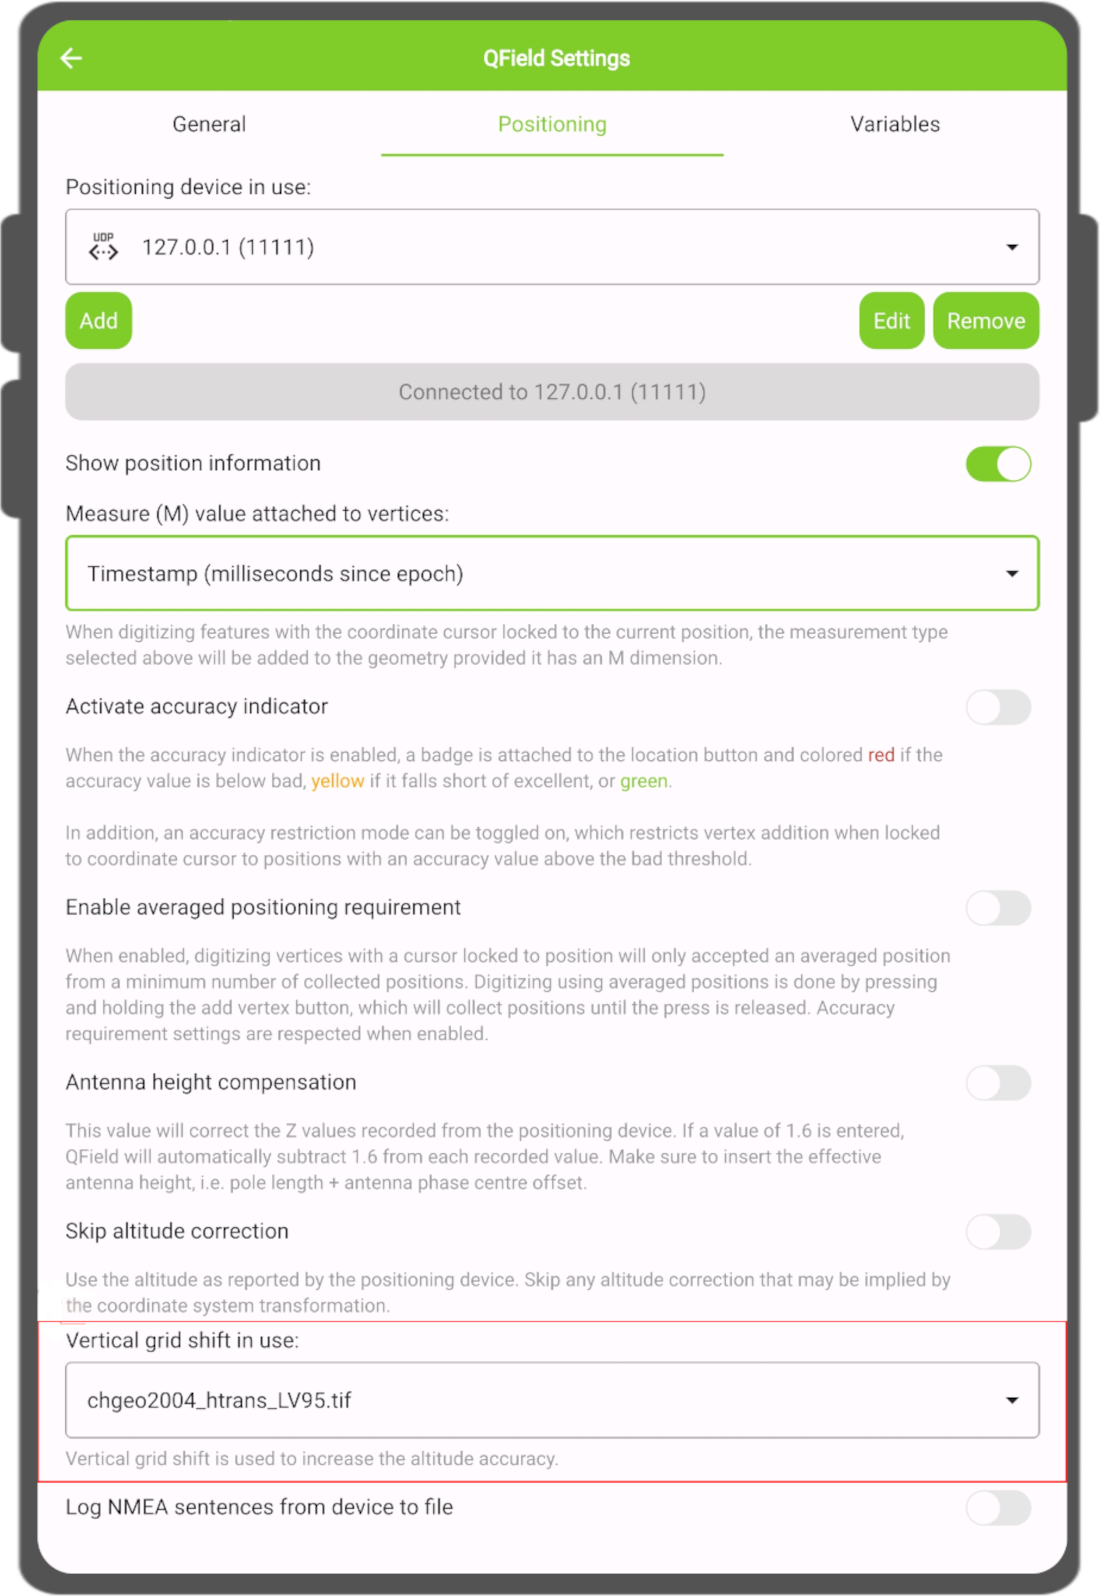 QField Settings
General
Positioning
Variables
Positioning device in use:
UDP
127.0.0.1 (11111)
Add
Edit
Remove
Connected to 127.0.0.1 (11111)
Show position information
Measure (M) value attached to vertices:
Timestamp (milliseconds since epoch)
When digitizing features with the coordinate cursor locked to the current position, the measurement type
selected above will be added to the geometry provided it has an M dimension.
Activate accuracy indicator
When the accuracy indicator is enabled, a badge is attached to the location button and colored red if the
accuracy value is below bad, yellow if it falls short of excellent, or green.
In addition, an accuracy restriction mode can be toggled on, which restricts vertex addition when locked
to coordinate cursor to positions with an accuracy value above the bad threshold.
Enable averaged positioning requirement
When enabled, digitizing vertices with a cursor locked to position will only accepted an averaged position
from a minimum number of collected positions. Digitizing using averaged positions is done by pressing
and holding the add vertex button, which will collect positions until the press is released. Accuracy
requirement settings are respected when enabled.
Antenna height compensation
This value will correct the Z values recorded from the positioning device. If a value of 1.6 is entered,
QField will automatically subtract 1.6 from each recorded value. Make sure to insert the effective
antenna height, i.e. pole length + antenna phase centre offset.
Skip altitude correction
Use the altitude as reported by the positioning device. Skip any altitude correction that may be implied by
the coordinate system transformation.
Vertical grid shift in use:
chgeo2004_htrans_LV95.tif
Vertical grid shift is used to increase the altitude accuracy.
Log NMEA sentences from device to file